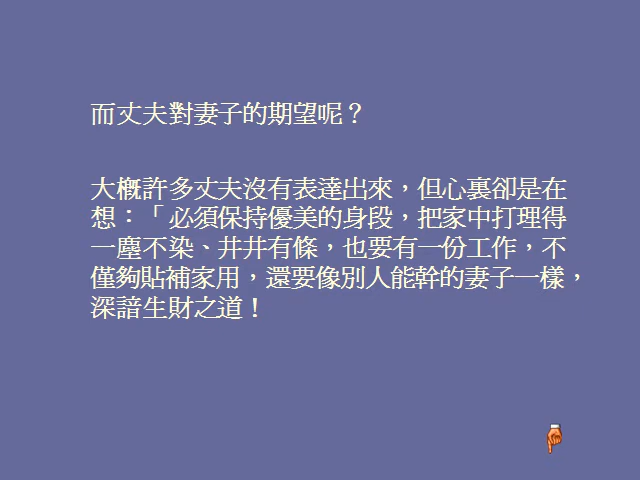 而丈夫對妻子的期望呢？
大概許多丈夫沒有表達出來，但心裏卻是在
想：「必須保持優美的身段，把家中打理得
一塵不染、井井有條，也要有一份工作，不
僅夠貼補家用，還要像別人能幹的妻子一樣，
深諳生財之道！